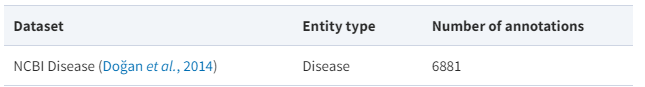 Dataset Entity type Number of annotations
NCBI Disease (Doğan et al., 2014) Disease 6881